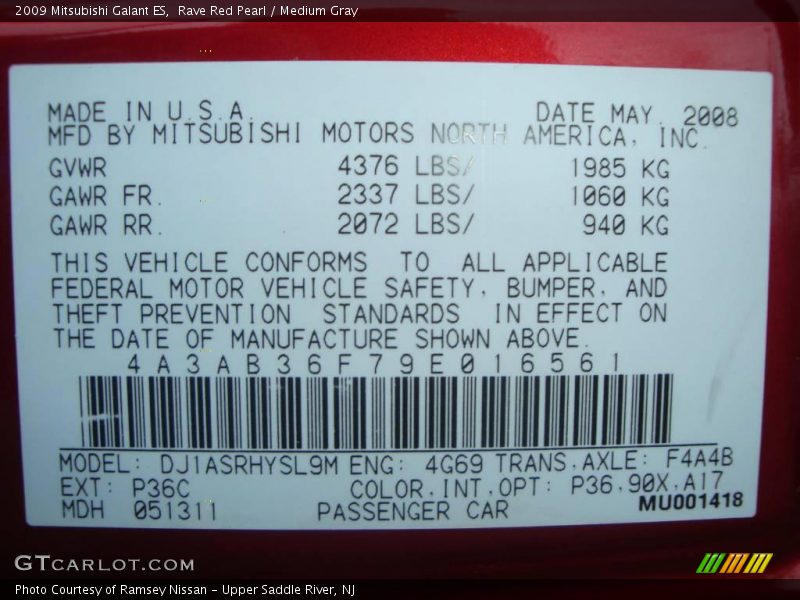 2009 Mitsubishi Galant ES,  Rave Red Pearl / Medium Gray
MADE IN U.S.A. DATE MAY. 2008
MFD BY MITSUBISHI MOTORS NORTH AMERICA, INC.
GVWR 4376 LBS/ 1985 KG
GAWR FR. 2337 LBS/ 1060 KG
GAWR RR. 2072 LBS/ 940 KG
THIS VEHICLE CONFORMS TO ALL APPLICABLE
FEDERAL MOTOR VEHICLE SAFETY, BUMPER, AND
THEFT PREVENTION STANDARDS IN EFFECT ON
THE DATE OF MANUFACTURE SHOWN ABOVE.
4A3AB36F79E016561
MODEL: DJ1ASRHYSL9M ENG: 4G69 TRANS.AXLE: F4A4B
EXT: P36C COLOR.INT.OPT: P36.90X.A17
MDH 051311 PASSENGER CAR MU001418
GTCARLOT.COM
Photo Courtesy of Ramsey Nissan - Upper Saddle River, NJ